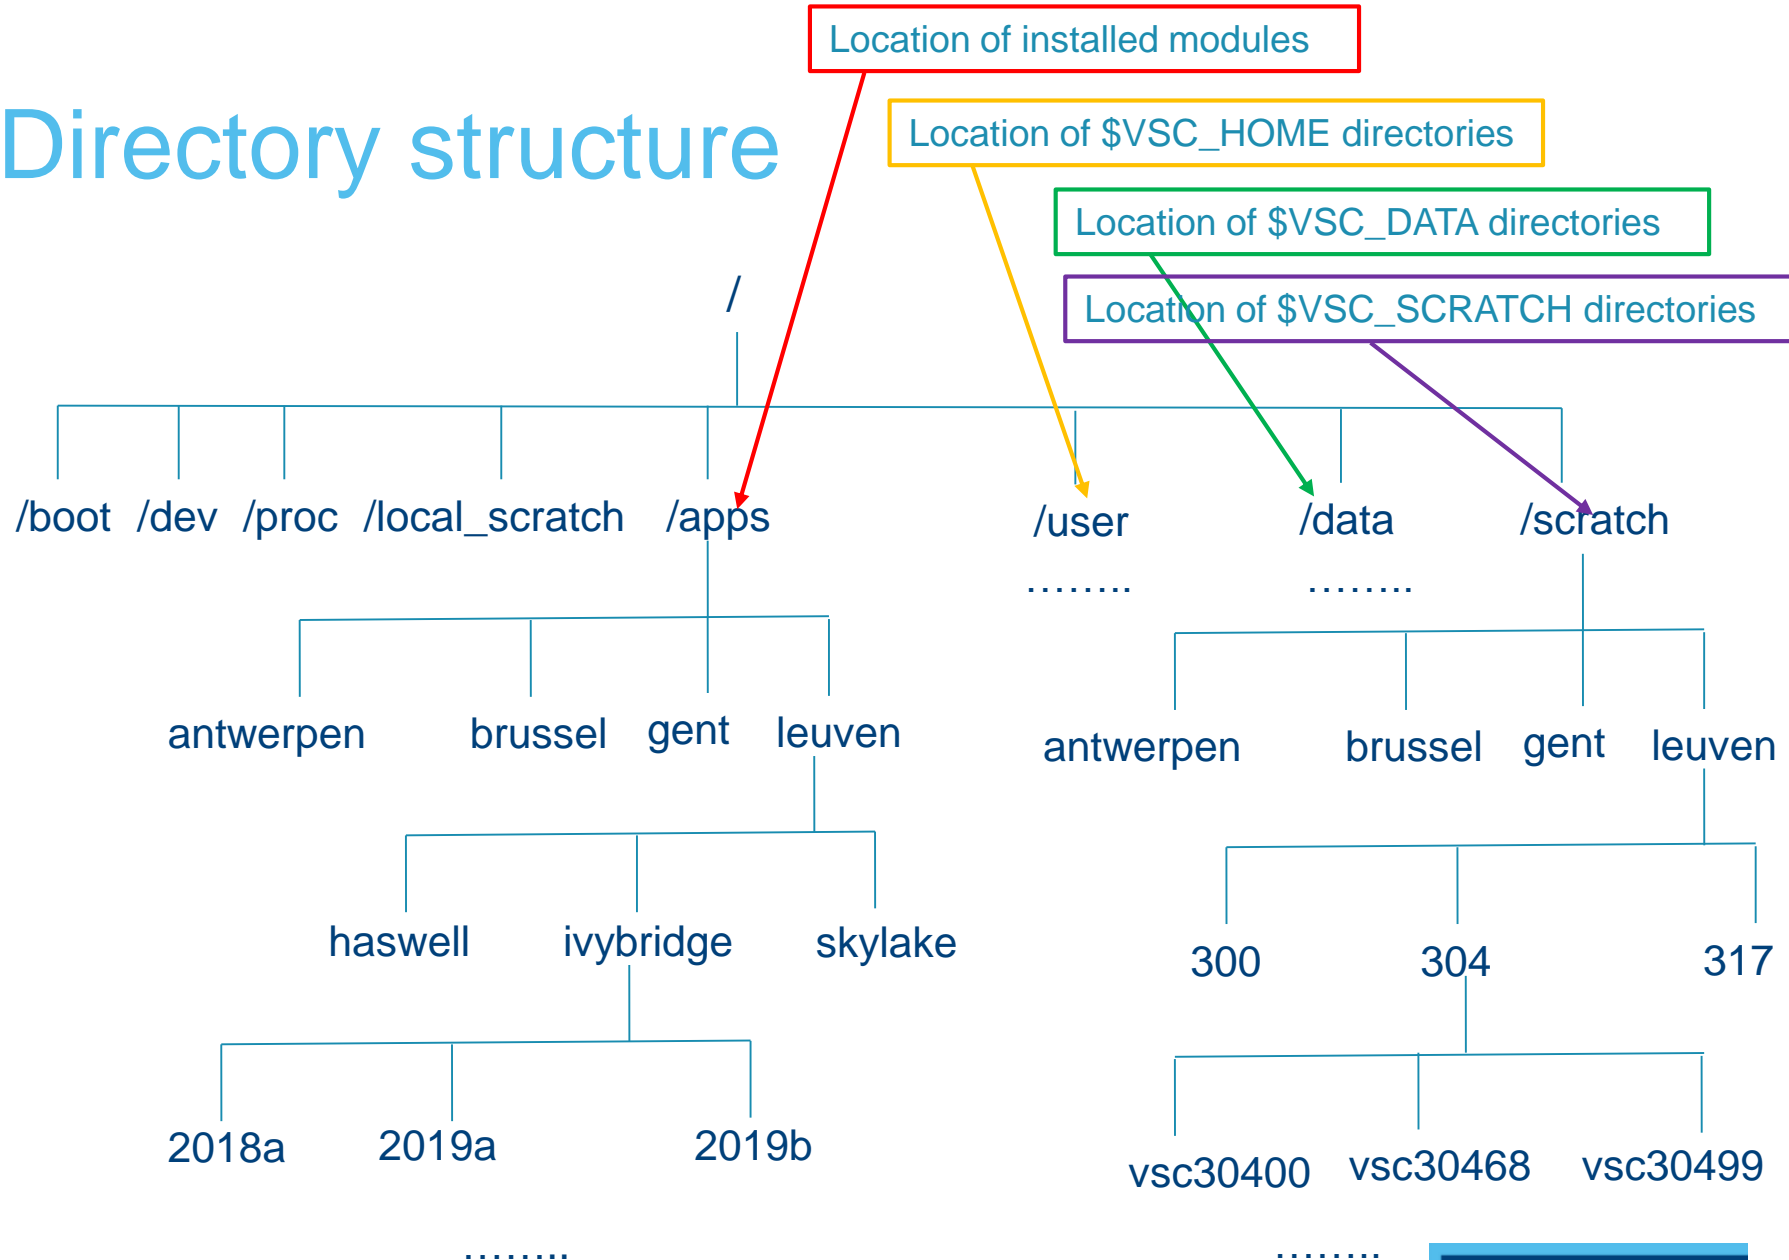 Location of installed modules
Directory structure
Location of $VSC_HOME directories
Location of $VSC_DATA directories
Location of $VSC_SCRATCH directories
/
/boot /dev /proc /local_scratch /apps /user /data /scratch
........ ........
antwerpen brussel gent leuven antwerpen brussel gent leuven
haswell ivybridge skylake 300 304 317
2018a 2019a 2019b vsc30400 vsc30468 vsc30499
........ ........